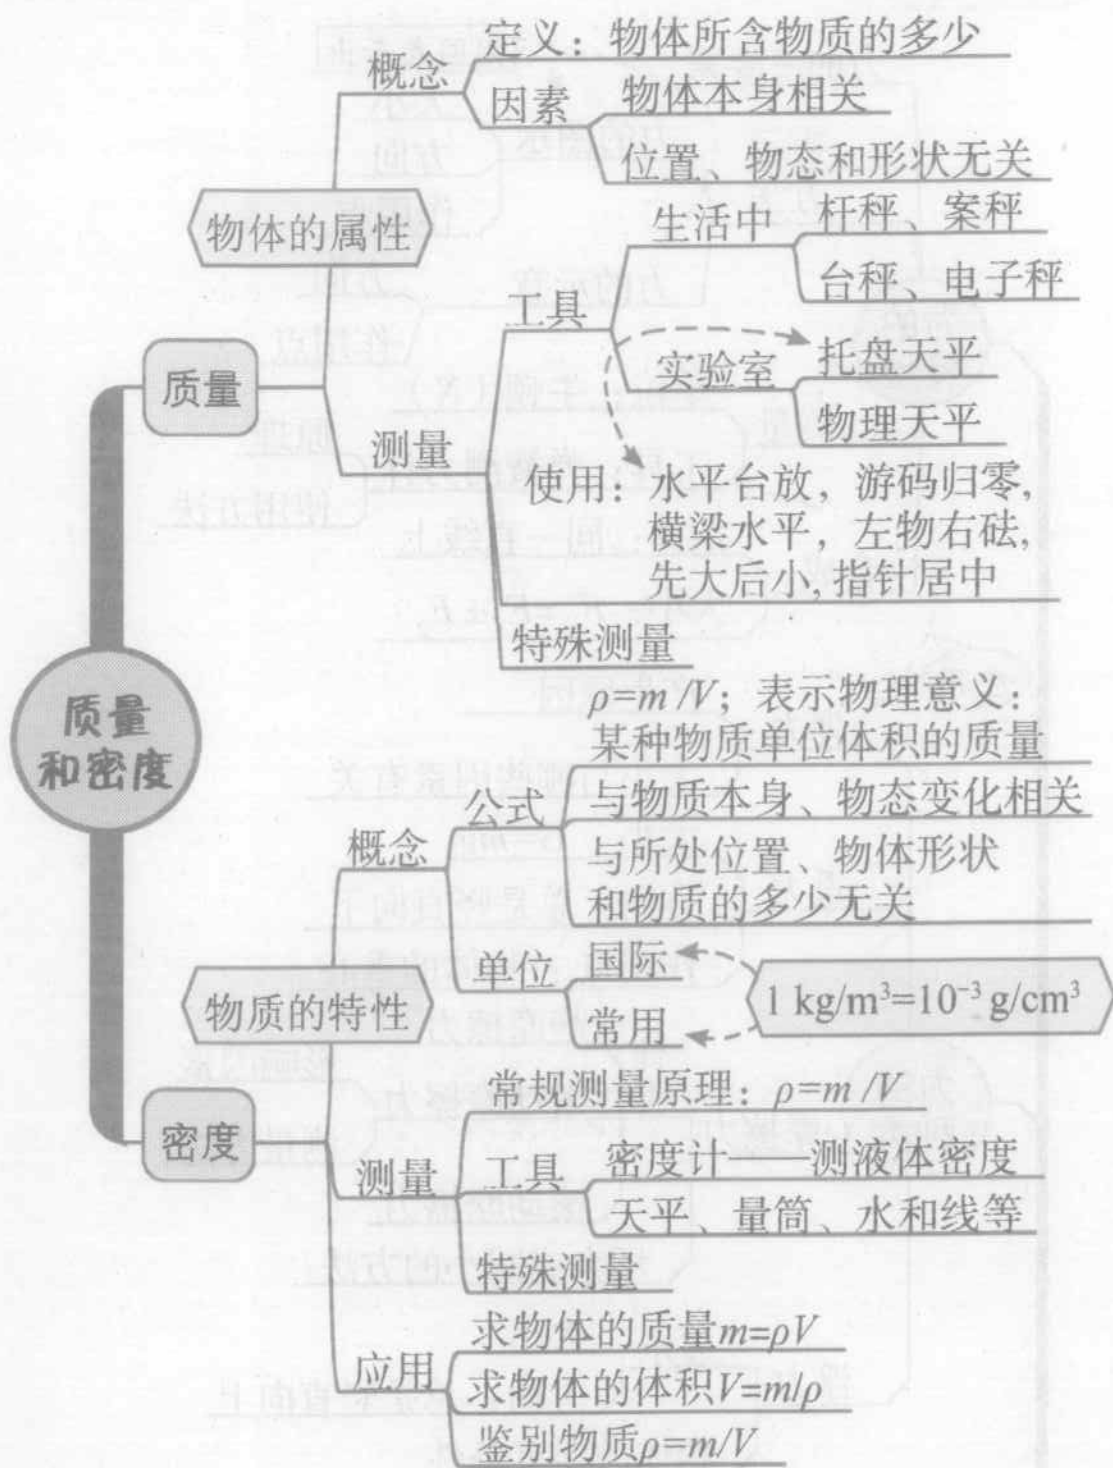 定义：物体所含物质的多少
概念
因素
物体本身相关
位置、物态和形状无关
物体的属性
生活中
杆秤、案秤
台秤、电子秤
工具
实验室
托盘天平
物理天平
质量
测量
使用：水平台放，游码归零，
横梁水平，左物右砝，
先大后小，指针居中
特殊测量
质量
和密度
ρ=m/V；表示物理意义：
某种物质单位体积的质量
公式
与物质本身、物态变化相关
概念
与所处位置、物体形状
和物质的多少无关
单位
国际
常用
1 kg/m³=10⁻³ g/cm³
物质的特性
密度
常规测量原理：ρ=m/V
测量
工具
密度计——测液体密度
天平、量筒、水和线等
特殊测量
应用
求物体的质量m=ρV
求物体的体积V=m/ρ
鉴别物质ρ=m/V